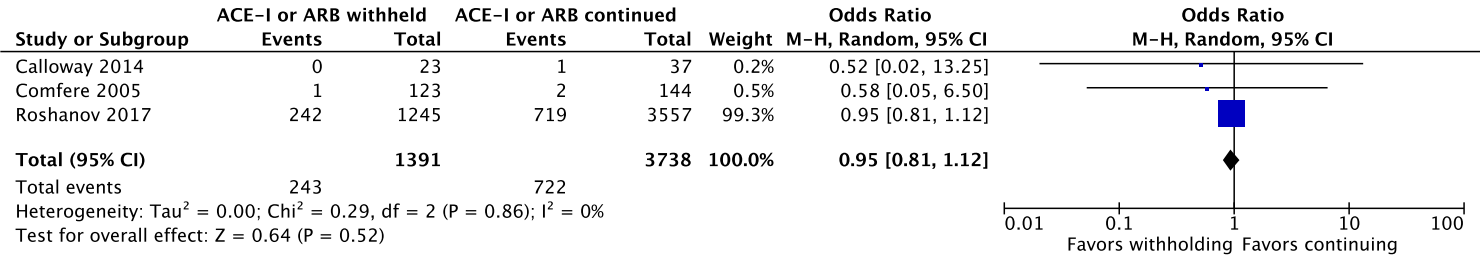 ACE-I or ARB withheld ACE-I or ARB continued Odds Ratio Odds Ratio
Study or Subgroup Events Total Events Total Weight M-H, Random, 95% CI M-H, Random, 95% CI
Calloway 2014 0 23 1 37 0.2% 0.52 [0.02, 13.25]
Comfere 2005 1 123 2 144 0.5% 0.58 [0.05, 6.50]
Roshanov 2017 242 1245 719 3557 99.3% 0.95 [0.81, 1.12]
Total (95% CI) 1391 3738 100.0% 0.95 [0.81, 1.12]
Total events 243 722
Heterogeneity: Tau² = 0.00; Chi² = 0.29, df = 2 (P = 0.86); I² = 0%
Test for overall effect: Z = 0.64 (P = 0.52)
0.01 0.1 1 10 100
Favors withholding Favors continuing